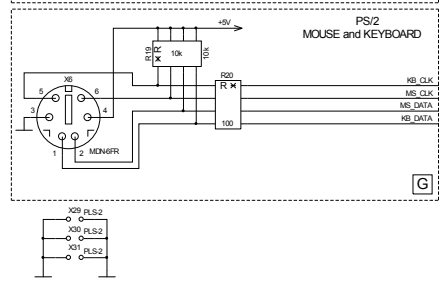 +5V
PS/2
MOUSE and KEYBOARD
R19
R
10k
10k
X6
R20
R
KB_CLK
5
6
MS_CLK
3
4
MS_DATA
KB_DATA
100
1
2
MDN-6FR
G
X29 PLS-2
X30 PLS-2
X31 PLS-2